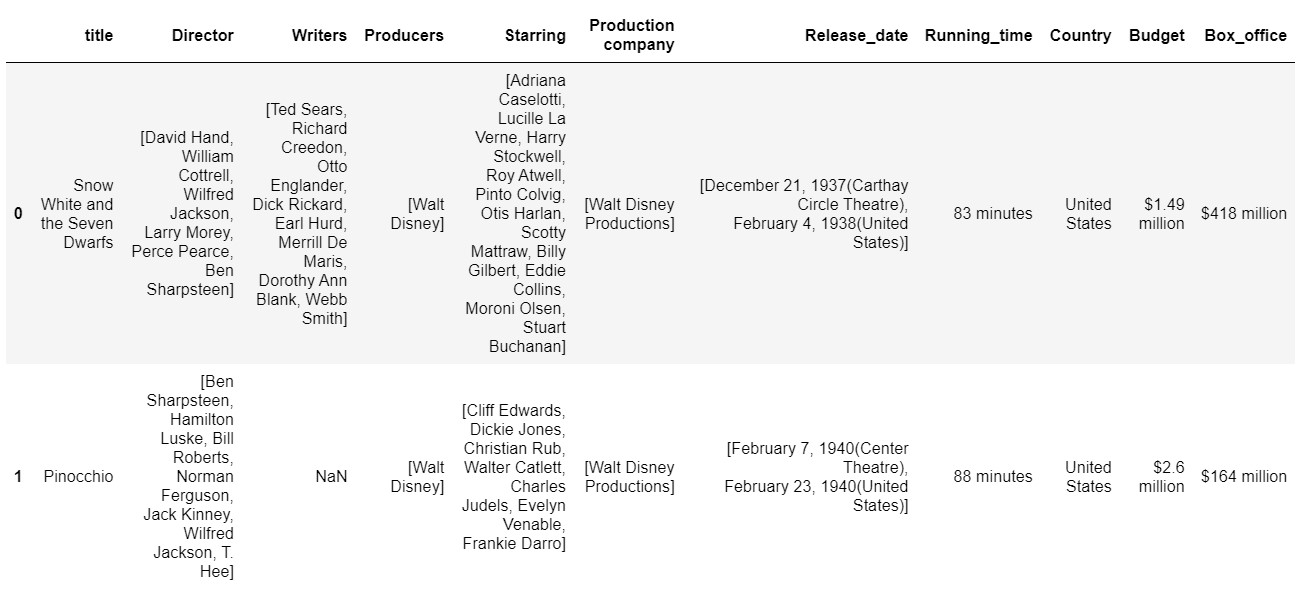 title Director Writers Producers Starring Production company Release_date Running_time Country Budget Box_office
0
Snow
White and
the Seven
Dwarfs
[David Hand,
William
Cottrell,
Wilfred
Jackson,
Larry Morey,
Perce Pearce,
Ben
Sharpsteen]
[Ted Sears,
Richard
Creedon,
Otto
Englander,
Dick Rickard,
Earl Hurd,
Merrill De
Maris,
Dorothy Ann
Blank, Webb
Smith]
[Walt
Disney]
[Adriana
Caselotti,
Lucille La
Verne, Harry
Stockwell,
Roy Atwell,
Pinto Colvig,
Otis Harlan,
Scotty
Mattraw, Billy
Gilbert, Eddie
Collins,
Moroni Olsen,
Stuart
Buchanan]
[Walt Disney
Productions]
[December 21, 1937(Carthay
Circle Theatre),
February 4, 1938(United
States)]
83 minutes
United
States
$1.49
million
$418 million
1
Pinocchio
[Ben
Sharpsteen,
Hamilton
Luske, Bill
Roberts,
Norman
Ferguson,
Jack Kinney,
Wilfred
Jackson, T.
Hee]
NaN
[Walt
Disney]
[Cliff Edwards,
Dickie Jones,
Christian Rub,
Walter Catlett,
Charles
Judels, Evelyn
Venable,
Frankie Darro]
[Walt Disney
Productions]
[February 7, 1940(Center
Theatre),
February 23, 1940(United
States)]
88 minutes
United
States
$2.6
million
$164 million